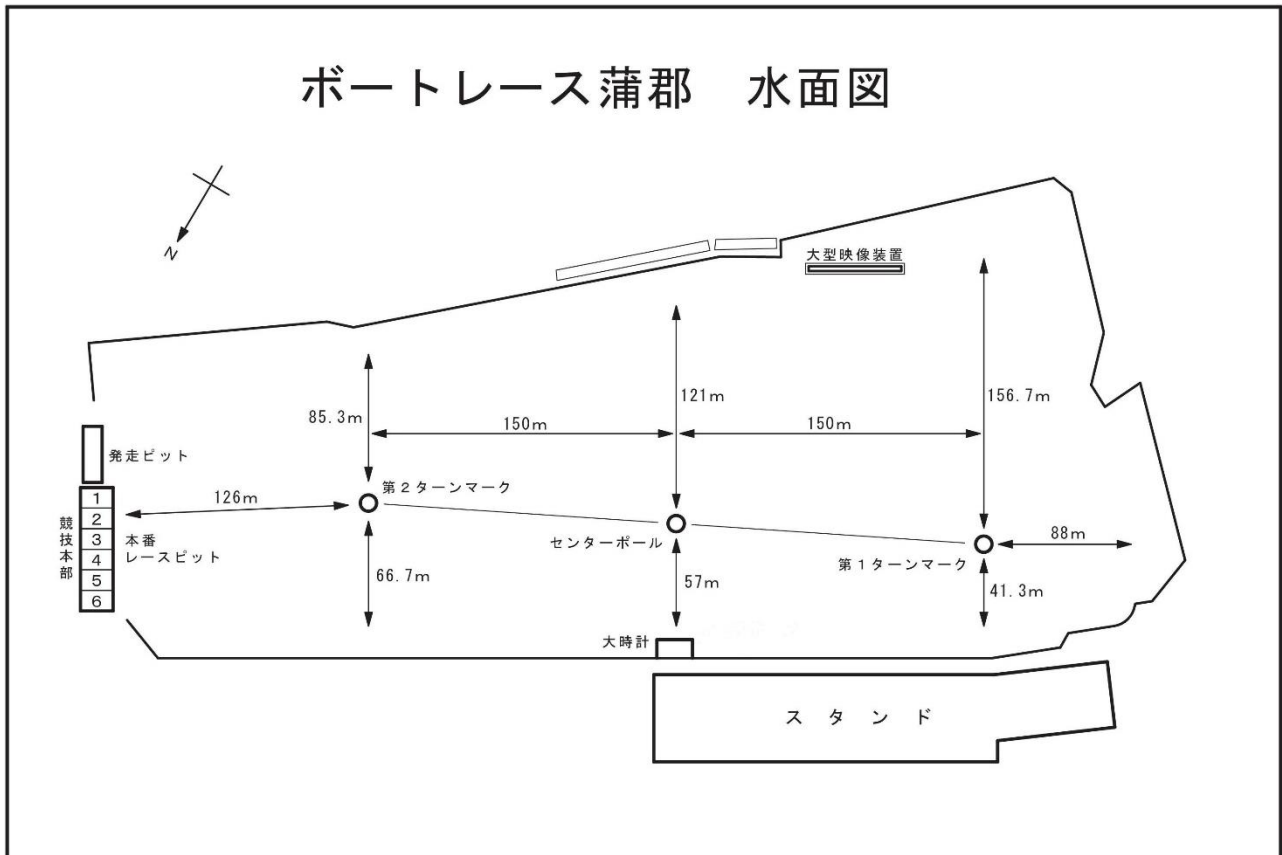 ボートレース蒲郡 水面図
N
大型映像装置
85.3m
121m
156.7m
150m
150m
発走ピット
競技本部
1
2
3
4
5
6
本番
レースピット
126m
第2ターンマーク
センターポール
第1ターンマーク
88m
66.7m
57m
41.3m
大時計
スタンド